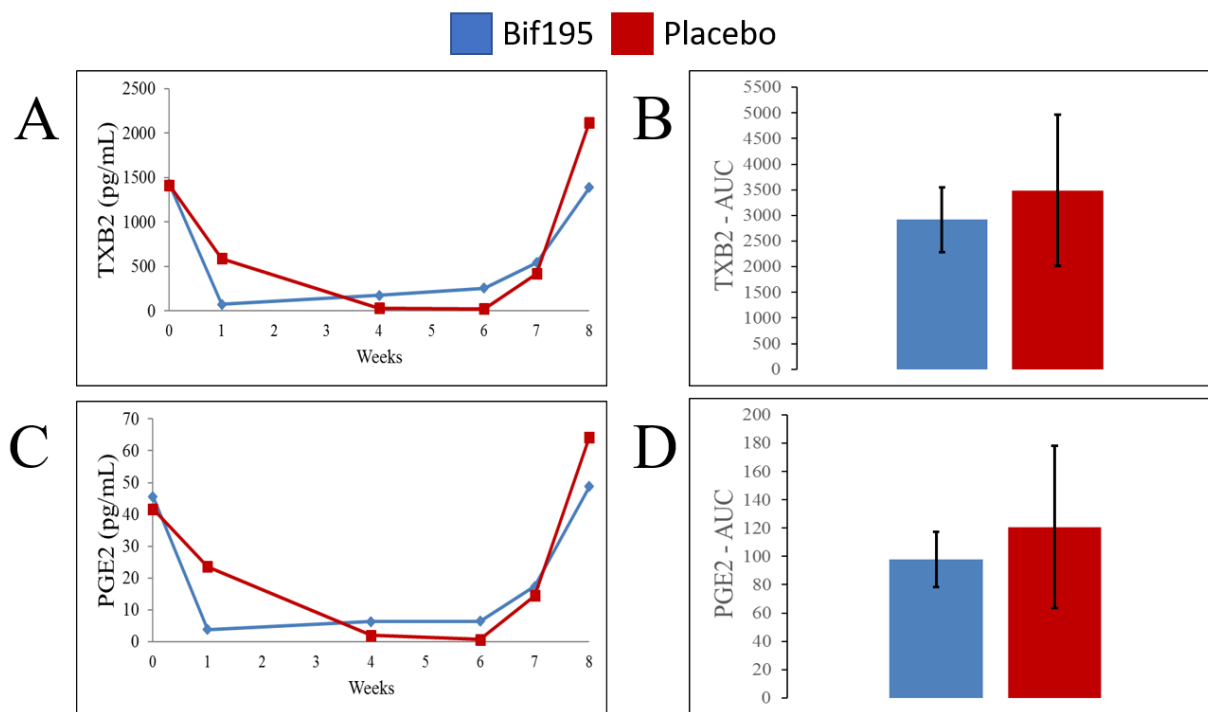 Bif195 Placebo
A
TXB2 (pg/mL)
2500
2000
1500
1000
500
0
0 1 2 3 4 5 6 7 8
Weeks
B
TXB2 - AUC
5500
5000
4500
4000
3500
3000
2500
2000
1500
1000
500
0
C
PGE2 (pg/mL)
70
60
50
40
30
20
10
0
0 1 2 3 4 5 6 7 8
Weeks
D
PGE2 - AUC
200
180
160
140
120
100
80
60
40
20
0